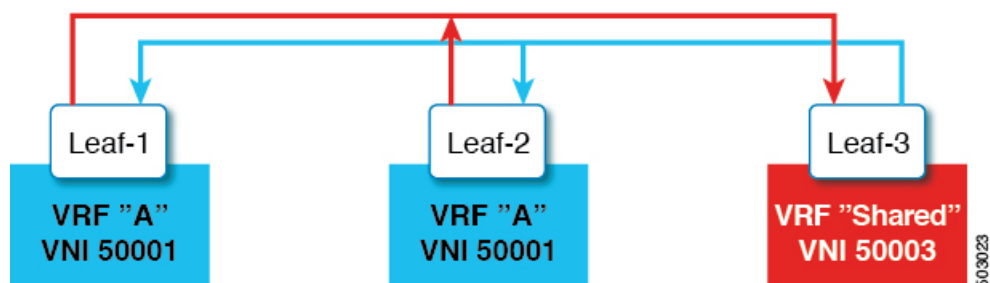 Leaf-1
Leaf-2
Leaf-3
VRF ”A”
VNI 50001
VRF ”A”
VNI 50001
VRF ”Shared”
VNI 50003
503023